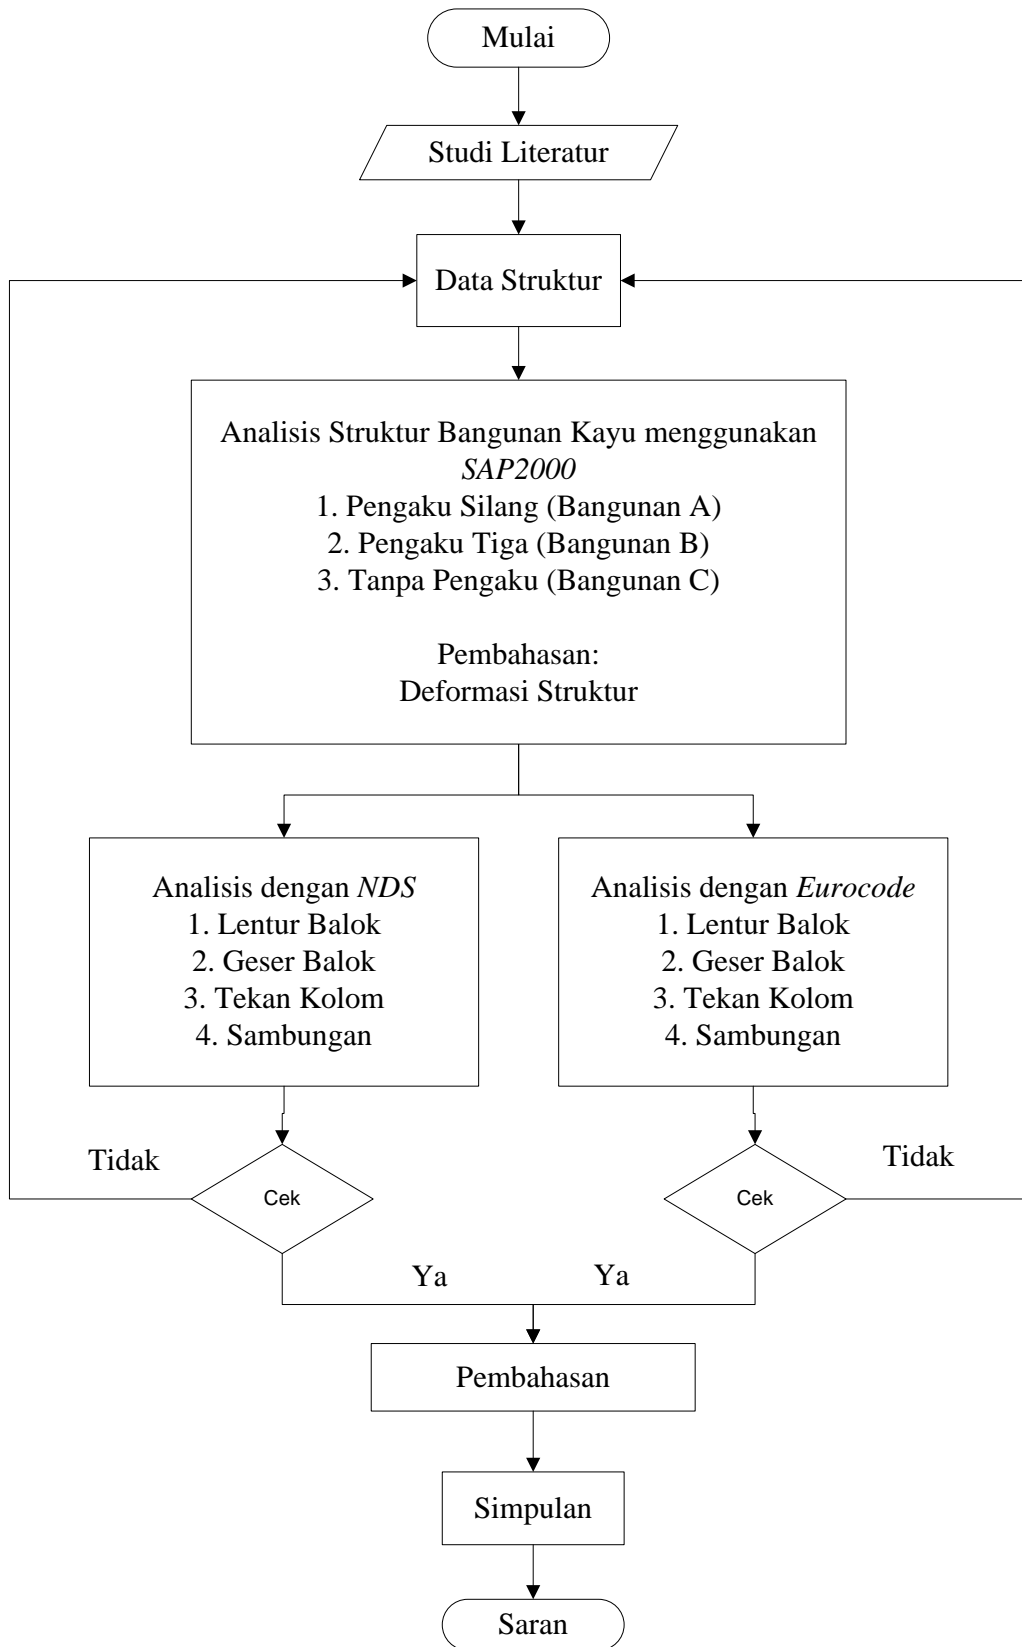 Mulai
Studi Literatur
Data Struktur
Analisis Struktur Bangunan Kayu menggunakan
SAP2000
1. Pengaku Silang (Bangunan A)
2. Pengaku Tiga (Bangunan B)
3. Tanpa Pengaku (Bangunan C)
Pembahasan:
Deformasi Struktur
Analisis dengan NDS
1. Lentur Balok
2. Geser Balok
3. Tekan Kolom
4. Sambungan
Analisis dengan Eurocode
1. Lentur Balok
2. Geser Balok
3. Tekan Kolom
4. Sambungan
Tidak
Cek
Cek
Tidak
Ya
Ya
Pembahasan
Simpulan
Saran